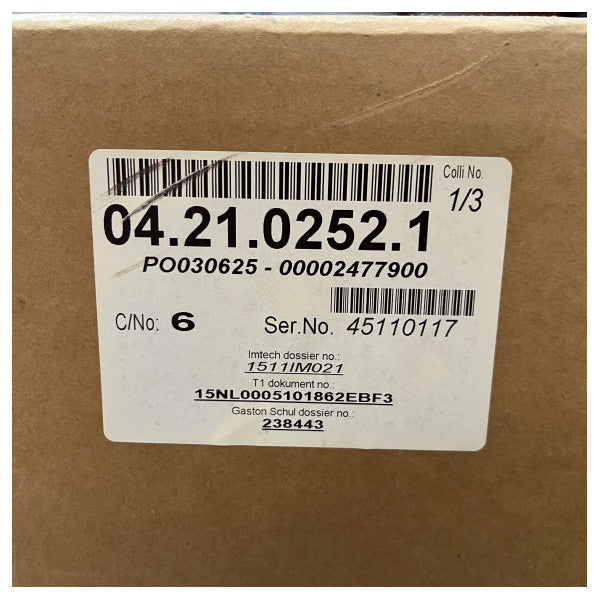 Colli No.
1/3
04.21.0252.1
PO030625 - 00002477900
C/No: 6 Ser.No. 45110117
Imtech dossier no.:
1511IM021
T1 dokument no.:
15NL0005101862EBF3
Gaston Schul dossier no.:
238443